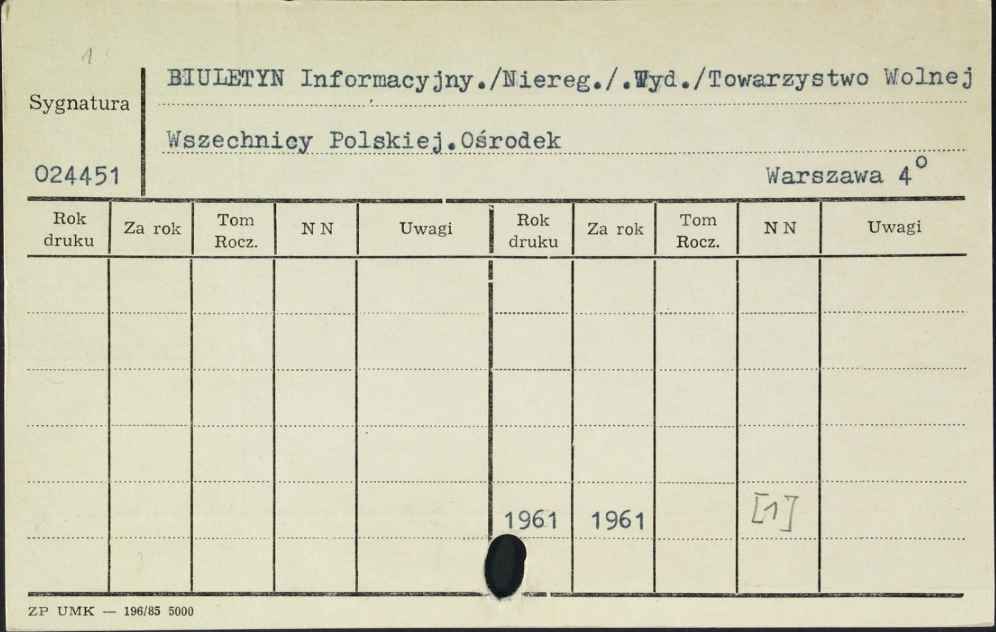 1
BIULETYN Informacyjny./Niereg./.Wyd./Towarzystwo Wolnej
Sygnatura
Wszechnicy Polskiej.Ośrodek
024451
Warszawa 4°
Rok druku Za rok Tom Rocz. N N Uwagi Rok druku Za rok Tom Rocz. N N Uwagi
1961 1961 [1]
ZP UMK — 196/85 5000